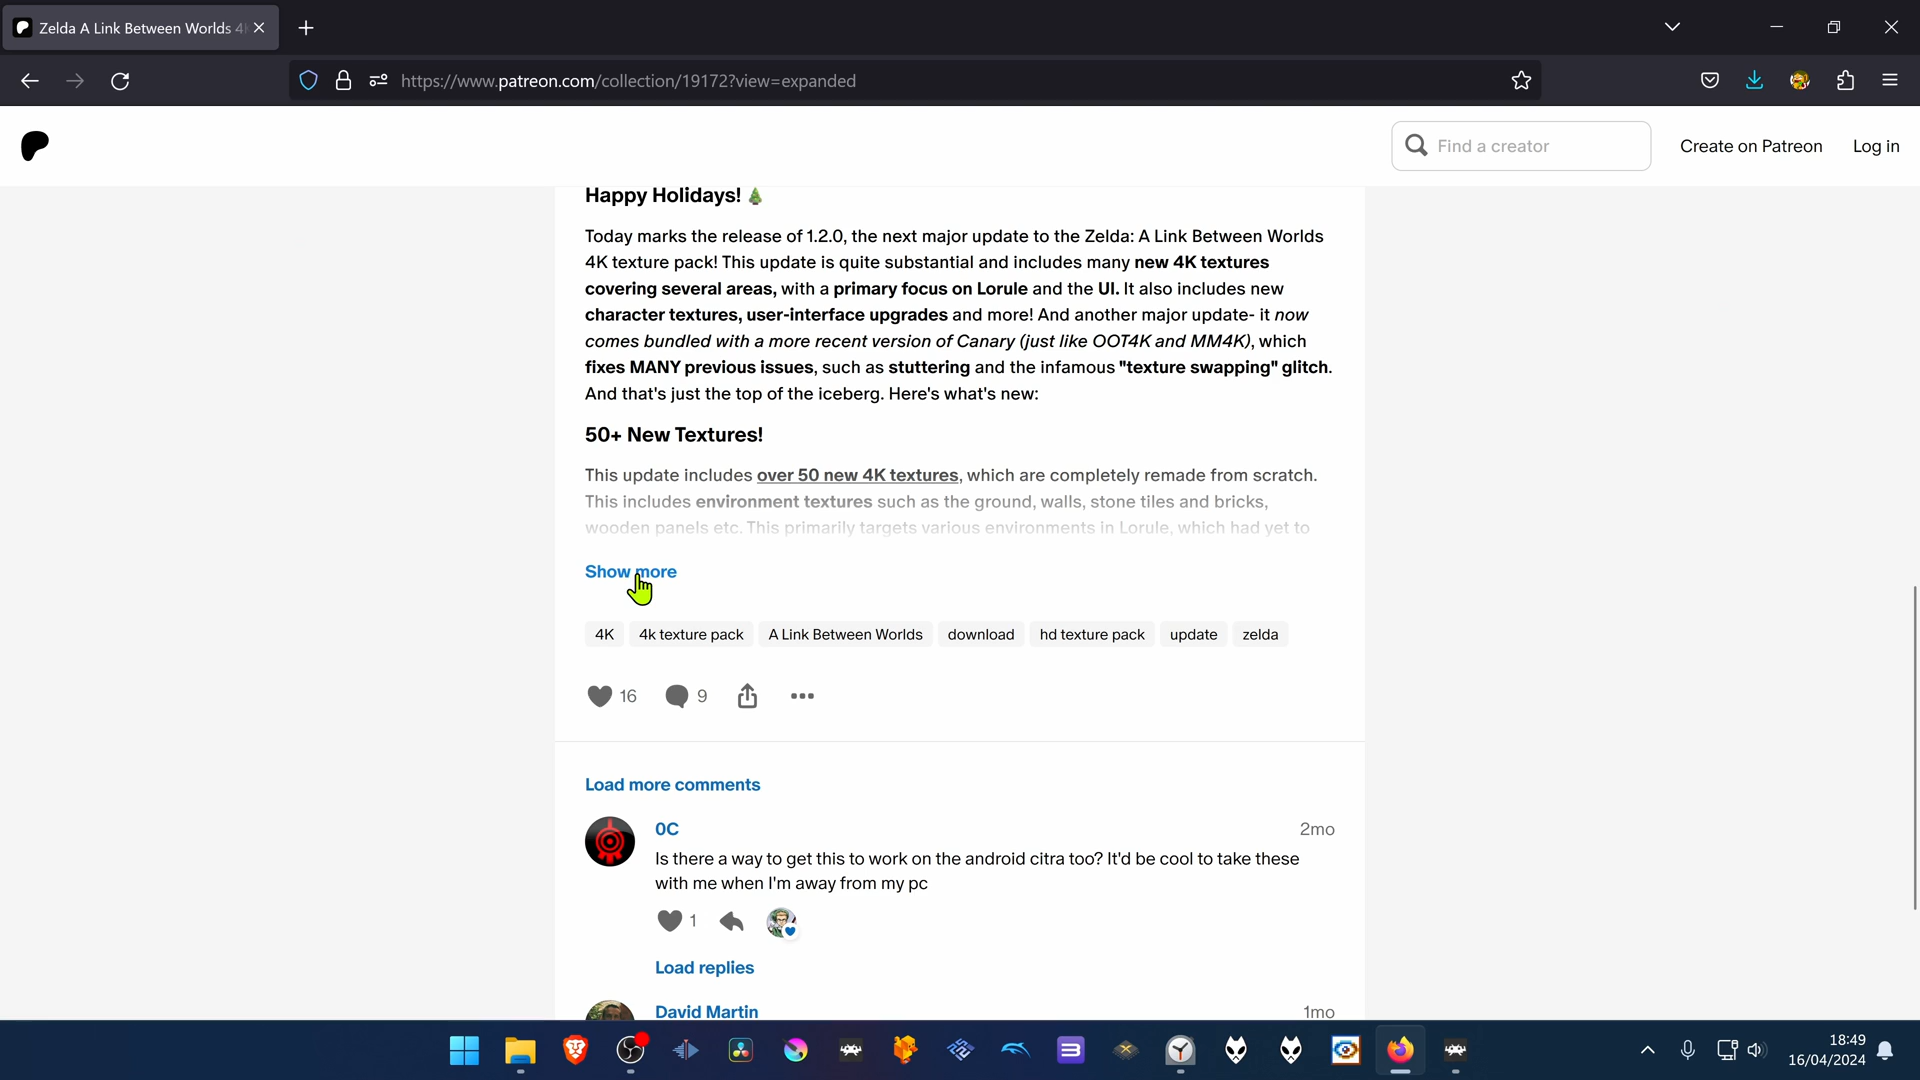 Zelda A Link Between Worlds 4
https://www.patreon.com/collection/19172?view=expanded
Find a creator
Create on Patreon
Log in
Happy Holidays! 🎄
Today marks the release of 1.2.0, the next major update to the Zelda: A Link Between Worlds
4K texture pack! This update is quite substantial and includes many new 4K textures
covering several areas, with a primary focus on Lorule and the UI. It also includes new
character textures, user-interface upgrades and more! And another major update- it now
comes bundled with a more recent version of Canary (just like OOT4K and MM4K), which
fixes MANY previous issues, such as stuttering and the infamous "texture swapping" glitch.
And that's just the top of the iceberg. Here's what's new:
50+ New Textures!
This update includes over 50 new 4K textures, which are completely remade from scratch.
This includes environment textures such as the ground, walls, stone tiles and bricks,
wooden panels etc. This primarily targets various environments in Lorule, which had yet to
Show more
4K 4k texture pack A Link Between Worlds download hd texture pack update zelda
16 9
Load more comments
0C 2mo
Is there a way to get this to work on the android citra too? It'd be cool to take these
with me when I'm away from my pc
1
Load replies
David Martin 1mo
18:49
16/04/2024